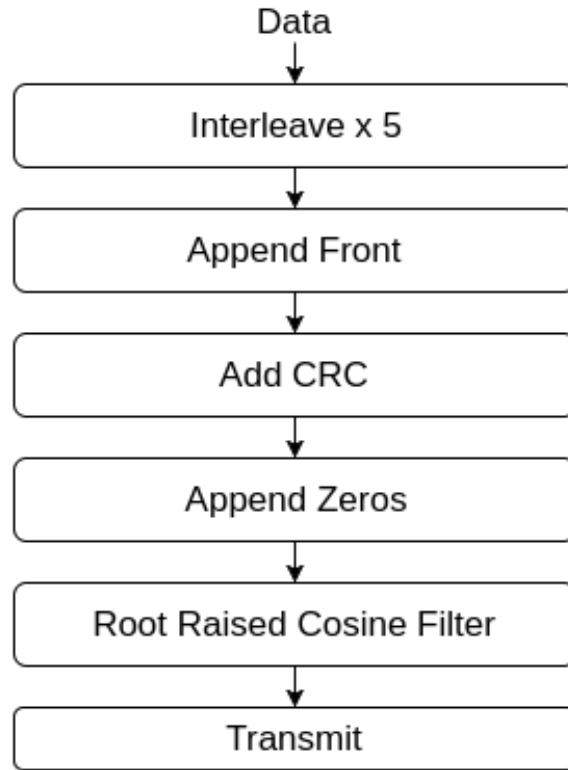 Data
Interleave x 5
Append Front
Add CRC
Append Zeros
Root Raised Cosine Filter
Transmit